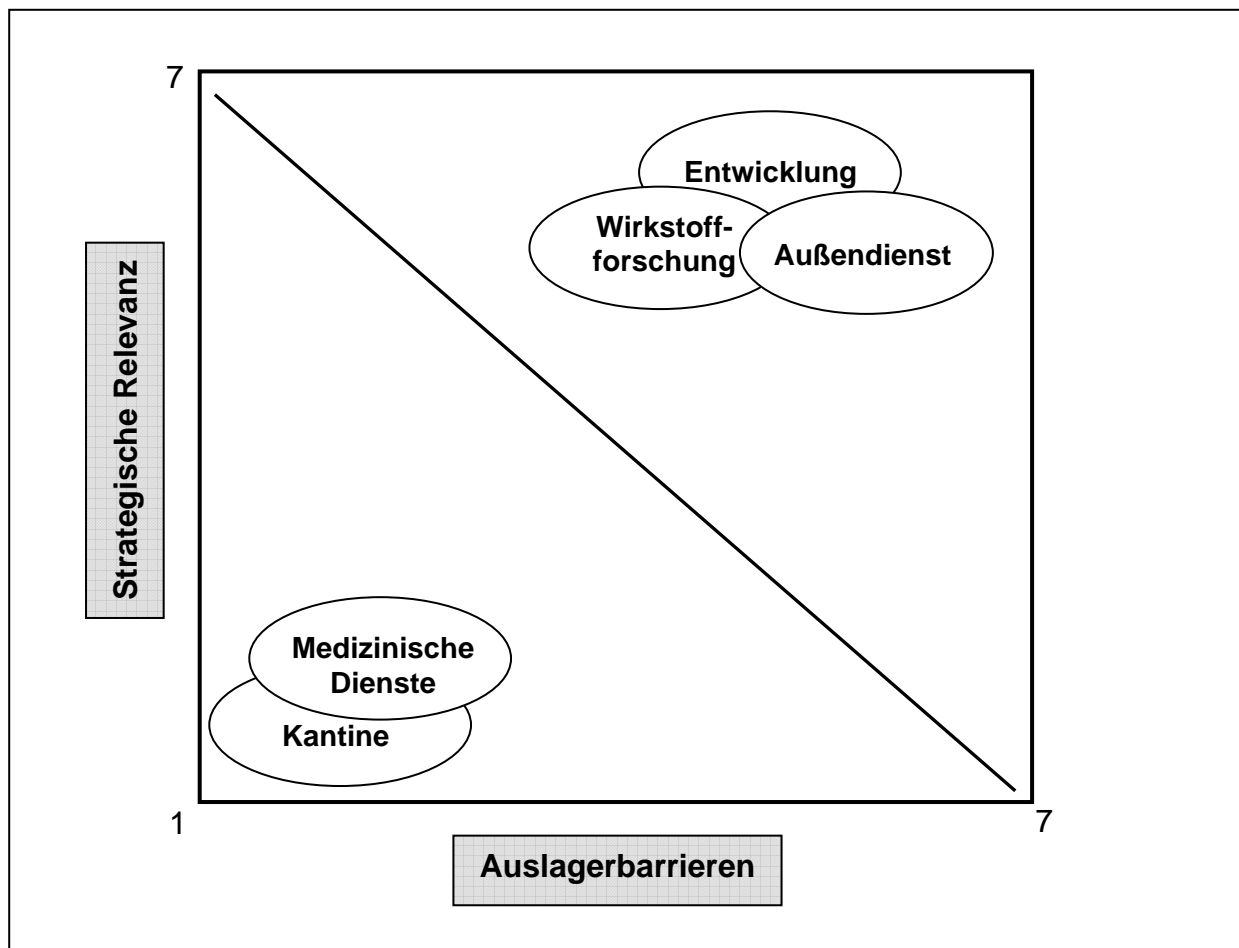 7
Entwicklung
Wirkstoff-
forschung
Außendienst
Strategische Relevanz
Medizinische
Dienste
Kantine
1
7
Auslagerbarrieren